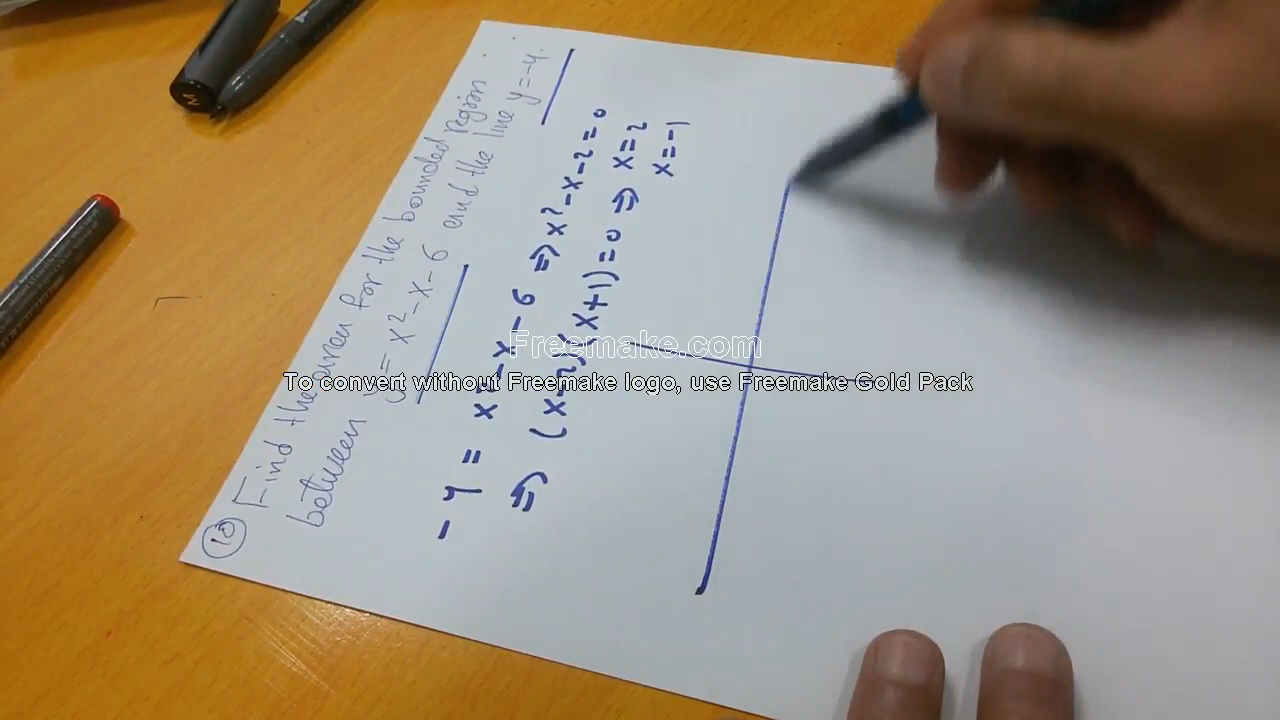 18 Find the area for the bounded region
between y = x² - x - 6 and the line y = -4.
-4 = x² - x - 6 ⇒ x² - x - 2 = 0
⇒ (x-2)(x+1) = 0 ⇒ x = 2
x = -1
Freemake.com
To convert without Freemake logo, use Freemake Gold Pack